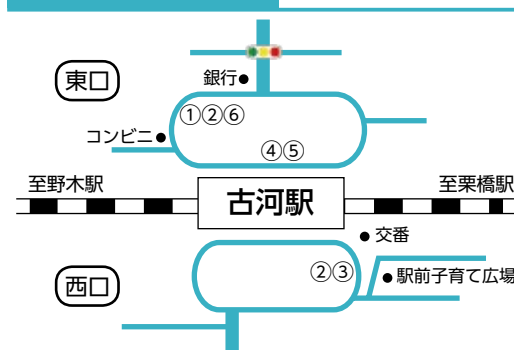 東口
銀行
①②⑥
コンビニ
④⑤
至野木駅
古河駅
至栗橋駅
交番
②③
駅前子育て広場
西口